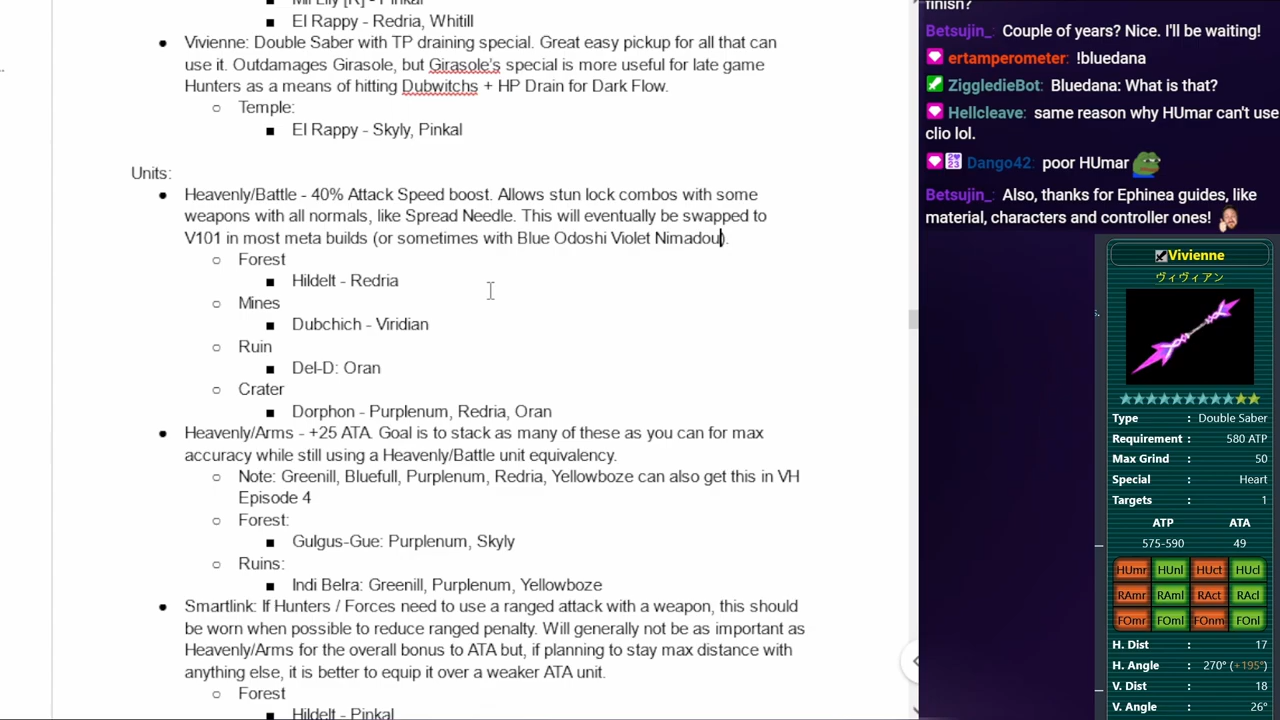 Mil Lily [R] - Pinkal
El Rappy - Redria, Whitill
Vivienne: Double Saber with TP draining special. Great easy pickup for all that can
use it. Outdamages Girasole, but Girasole's special is more useful for late game
Hunters as a means of hitting Dubwitchs + HP Drain for Dark Flow.
Temple:
El Rappy - Skyly, Pinkal
Units:
Heavenly/Battle - 40% Attack Speed boost. Allows stun lock combos with some
weapons with all normals, like Spread Needle. This will eventually be swapped to
V101 in most meta builds (or sometimes with Blue Odoshi Violet Nimadou).
Forest
Hildelt - Redria
Mines
Dubchich - Viridian
Ruin
Del-D: Oran
Crater
Dorphon - Purplenum, Redria, Oran
Heavenly/Arms - +25 ATA. Goal is to stack as many of these as you can for max
accuracy while still using a Heavenly/Battle unit equivalency.
Note: Greenill, Bluefull, Purplenum, Redria, Yellowboze can also get this in VH
Episode 4
Forest:
Gulgus-Gue: Purplenum, Skyly
Ruins:
Indi Belra: Greenill, Purplenum, Yellowboze
Smartlink: If Hunters / Forces need to use a ranged attack with a weapon, this should
be worn when possible to reduce ranged penalty. Will generally not be as important as
Heavenly/Arms for the overall bonus to ATA but, if planning to stay max distance with
anything else, it is better to equip it over a weaker ATA unit.
Forest
Hildelt - Pinkal
finish?
Betsujin_: Couple of years? Nice. I'll be waiting!
ertamperometer: !bluedana
ZiggledieBot: Bluedana: What is that?
Hellcleave: same reason why HUmar can't use
clio lol.
Dango42: poor HUmar
Betsujin_: Also, thanks for Ephinea guides, like
material, characters and controller ones!
Vivienne
ヴィヴィアン
Type : Double Saber
Requirement : 580 ATP
Max Grind : 50
Special : Heart
Targets : 1
ATP ATA
575-590 49
HUmr HUnl HUct HUcl
RAmr RAml RAct RAcl
FOmr FOml FOnm FOnl
H. Dist : 17
H. Angle : 270° (+195°)
V. Dist : 18
V. Angle : 26°